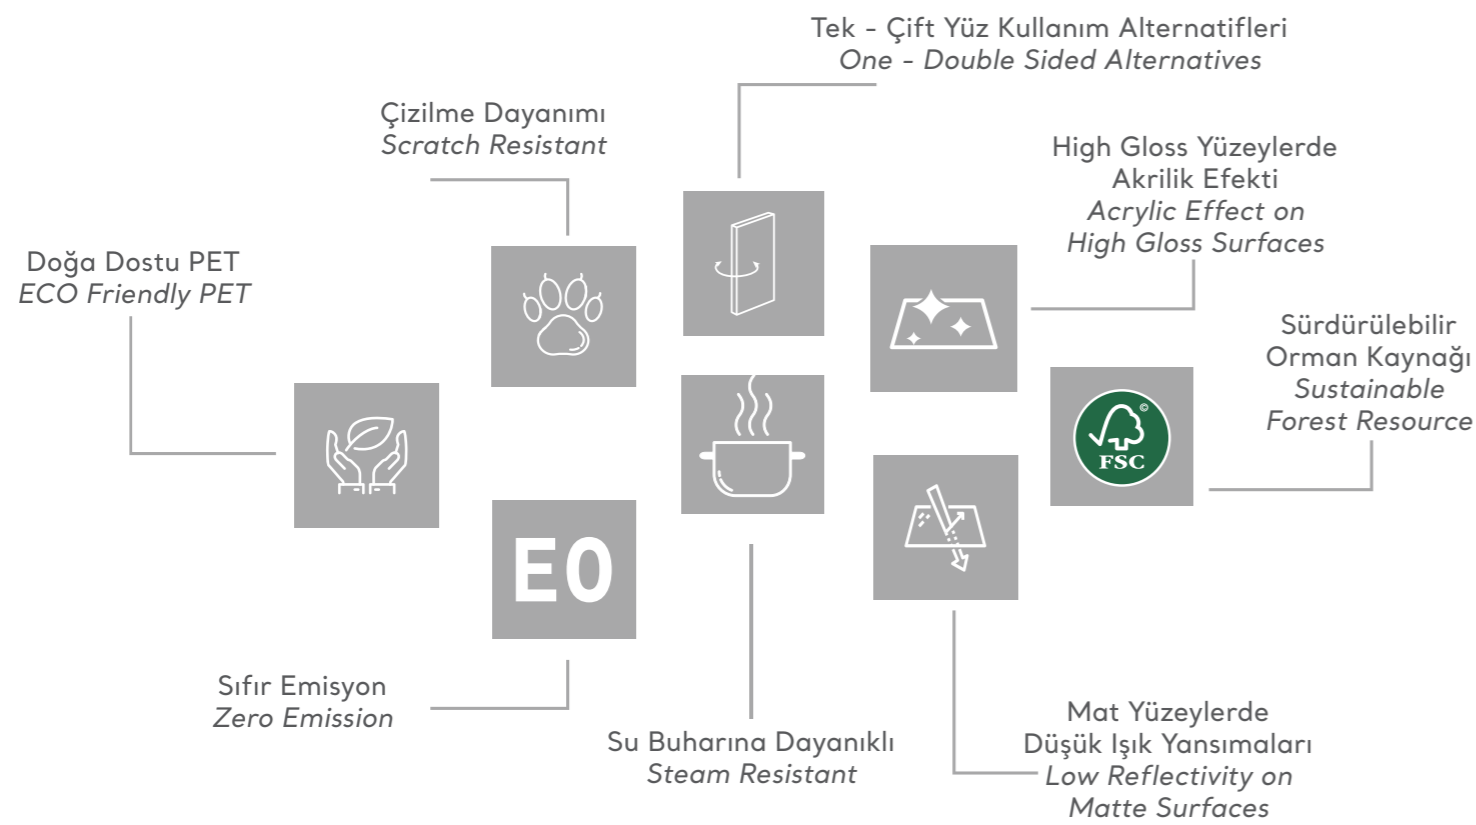 Tek - Çift Yüz Kullanım Alternatifleri
One - Double Sided Alternatives
Çizilme Dayanımı
Scratch Resistant
High Gloss Yüzeylerde
Akrilik Efekti
Acrylic Effect on
High Gloss Surfaces
Doğa Dostu PET
ECO Friendly PET
Sürdürülebilir
Orman Kaynağı
Sustainable
Forest Resource
©
FSC
E0
Sıfır Emisyon
Zero Emission
Su Buharına Dayanıklı
Steam Resistant
Mat Yüzeylerde
Düşük Işık Yansımaları
Low Reflectivity on
Matte Surfaces